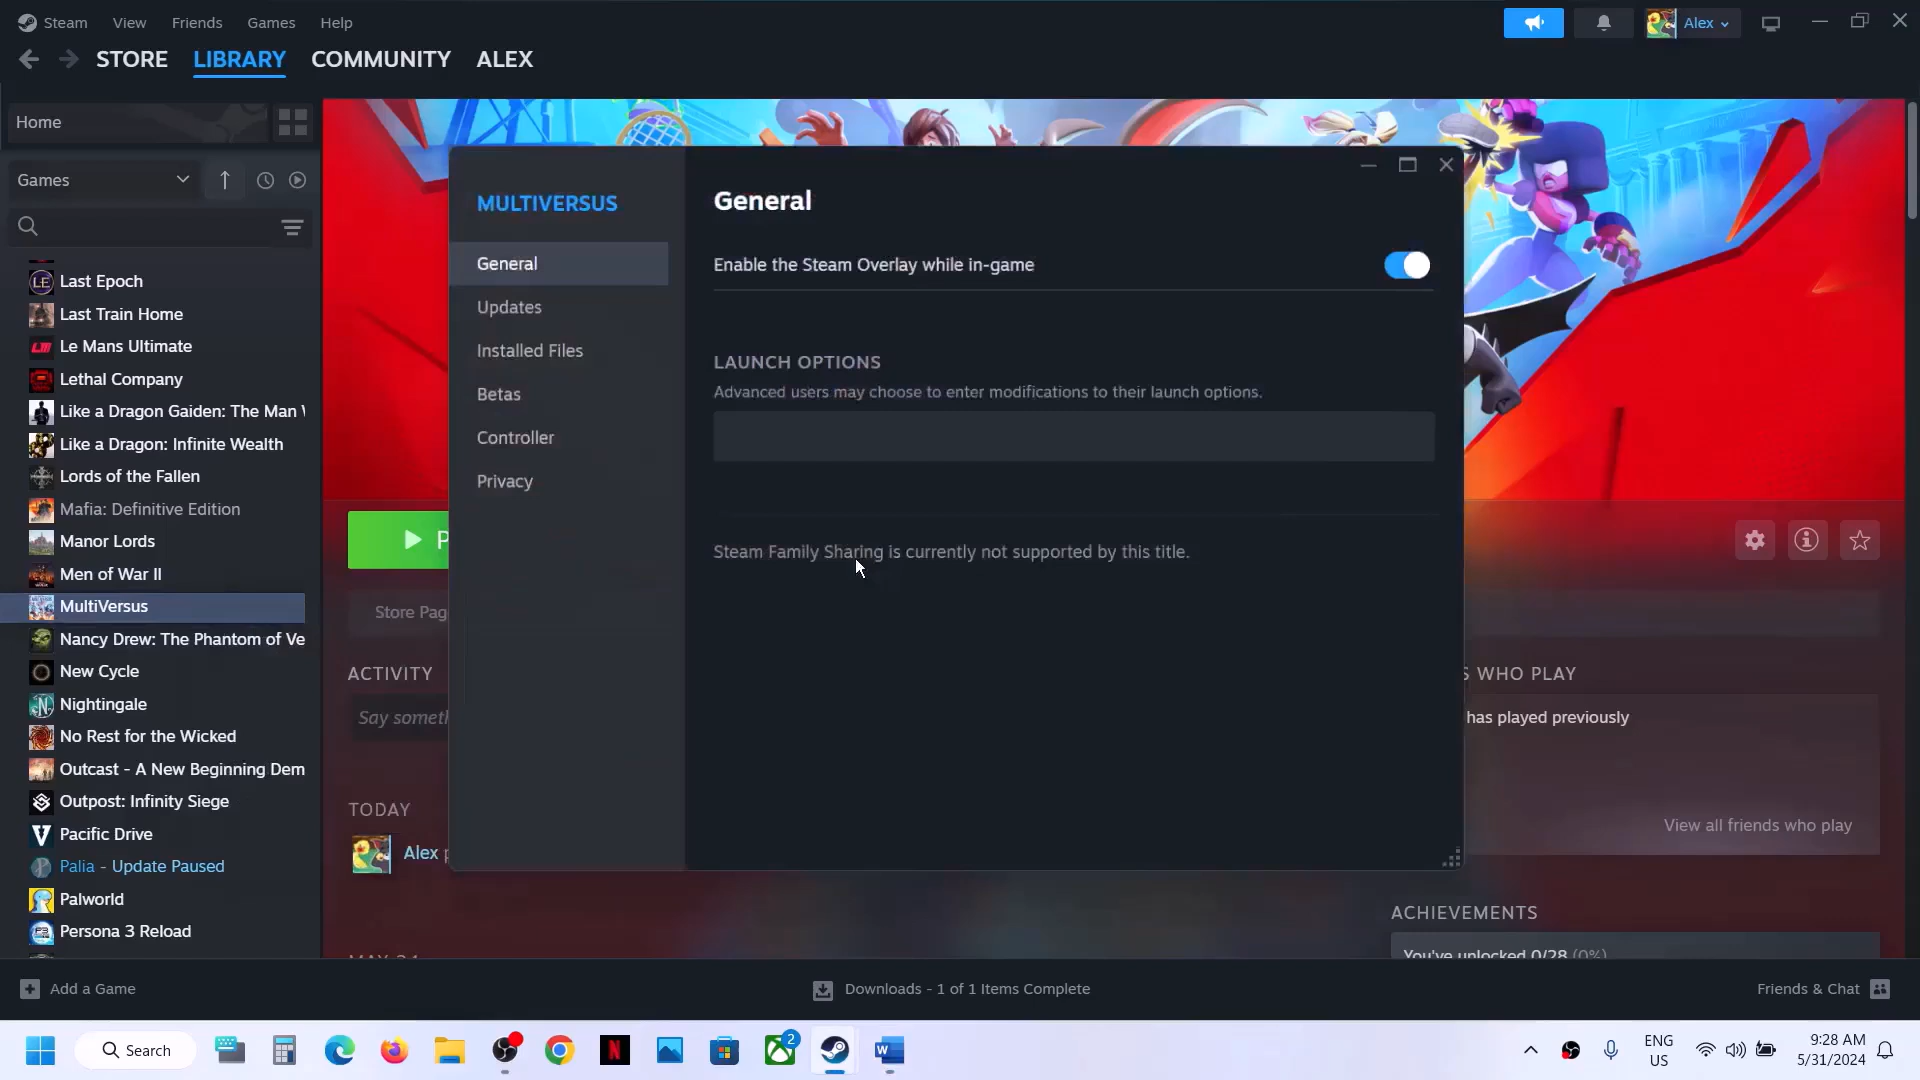 Steam View Friends Games Help
Alex
STORE LIBRARY COMMUNITY ALEX
Home
Games
Last Epoch
Last Train Home
Le Mans Ultimate
Lethal Company
Like a Dragon Gaiden: The Man
Like a Dragon: Infinite Wealth
Lords of the Fallen
Mafia: Definitive Edition
Manor Lords
Men of War II
MultiVersus
Nancy Drew: The Phantom of Ve
New Cycle
Nightingale
No Rest for the Wicked
Outcast - A New Beginning Dem
Outpost: Infinity Siege
Pacific Drive
Palia - Update Paused
Palworld
Persona 3 Reload
MULTIVERSUS
General
Updates
Installed Files
Betas
Controller
Privacy
General
Enable the Steam Overlay while in-game
LAUNCH OPTIONS
Advanced users may choose to enter modifications to their launch options.
Steam Family Sharing is currently not supported by this title.
P
Store Pag
ACTIVITY
Say someth
TODAY
Alex p
S WHO PLAY
has played previously
View all friends who play
ACHIEVEMENTS
You've unlocked 0/28 (0%)
Add a Game
Downloads - 1 of 1 Items Complete
Friends & Chat
Search
2
ENG
US
9:28 AM
5/31/2024